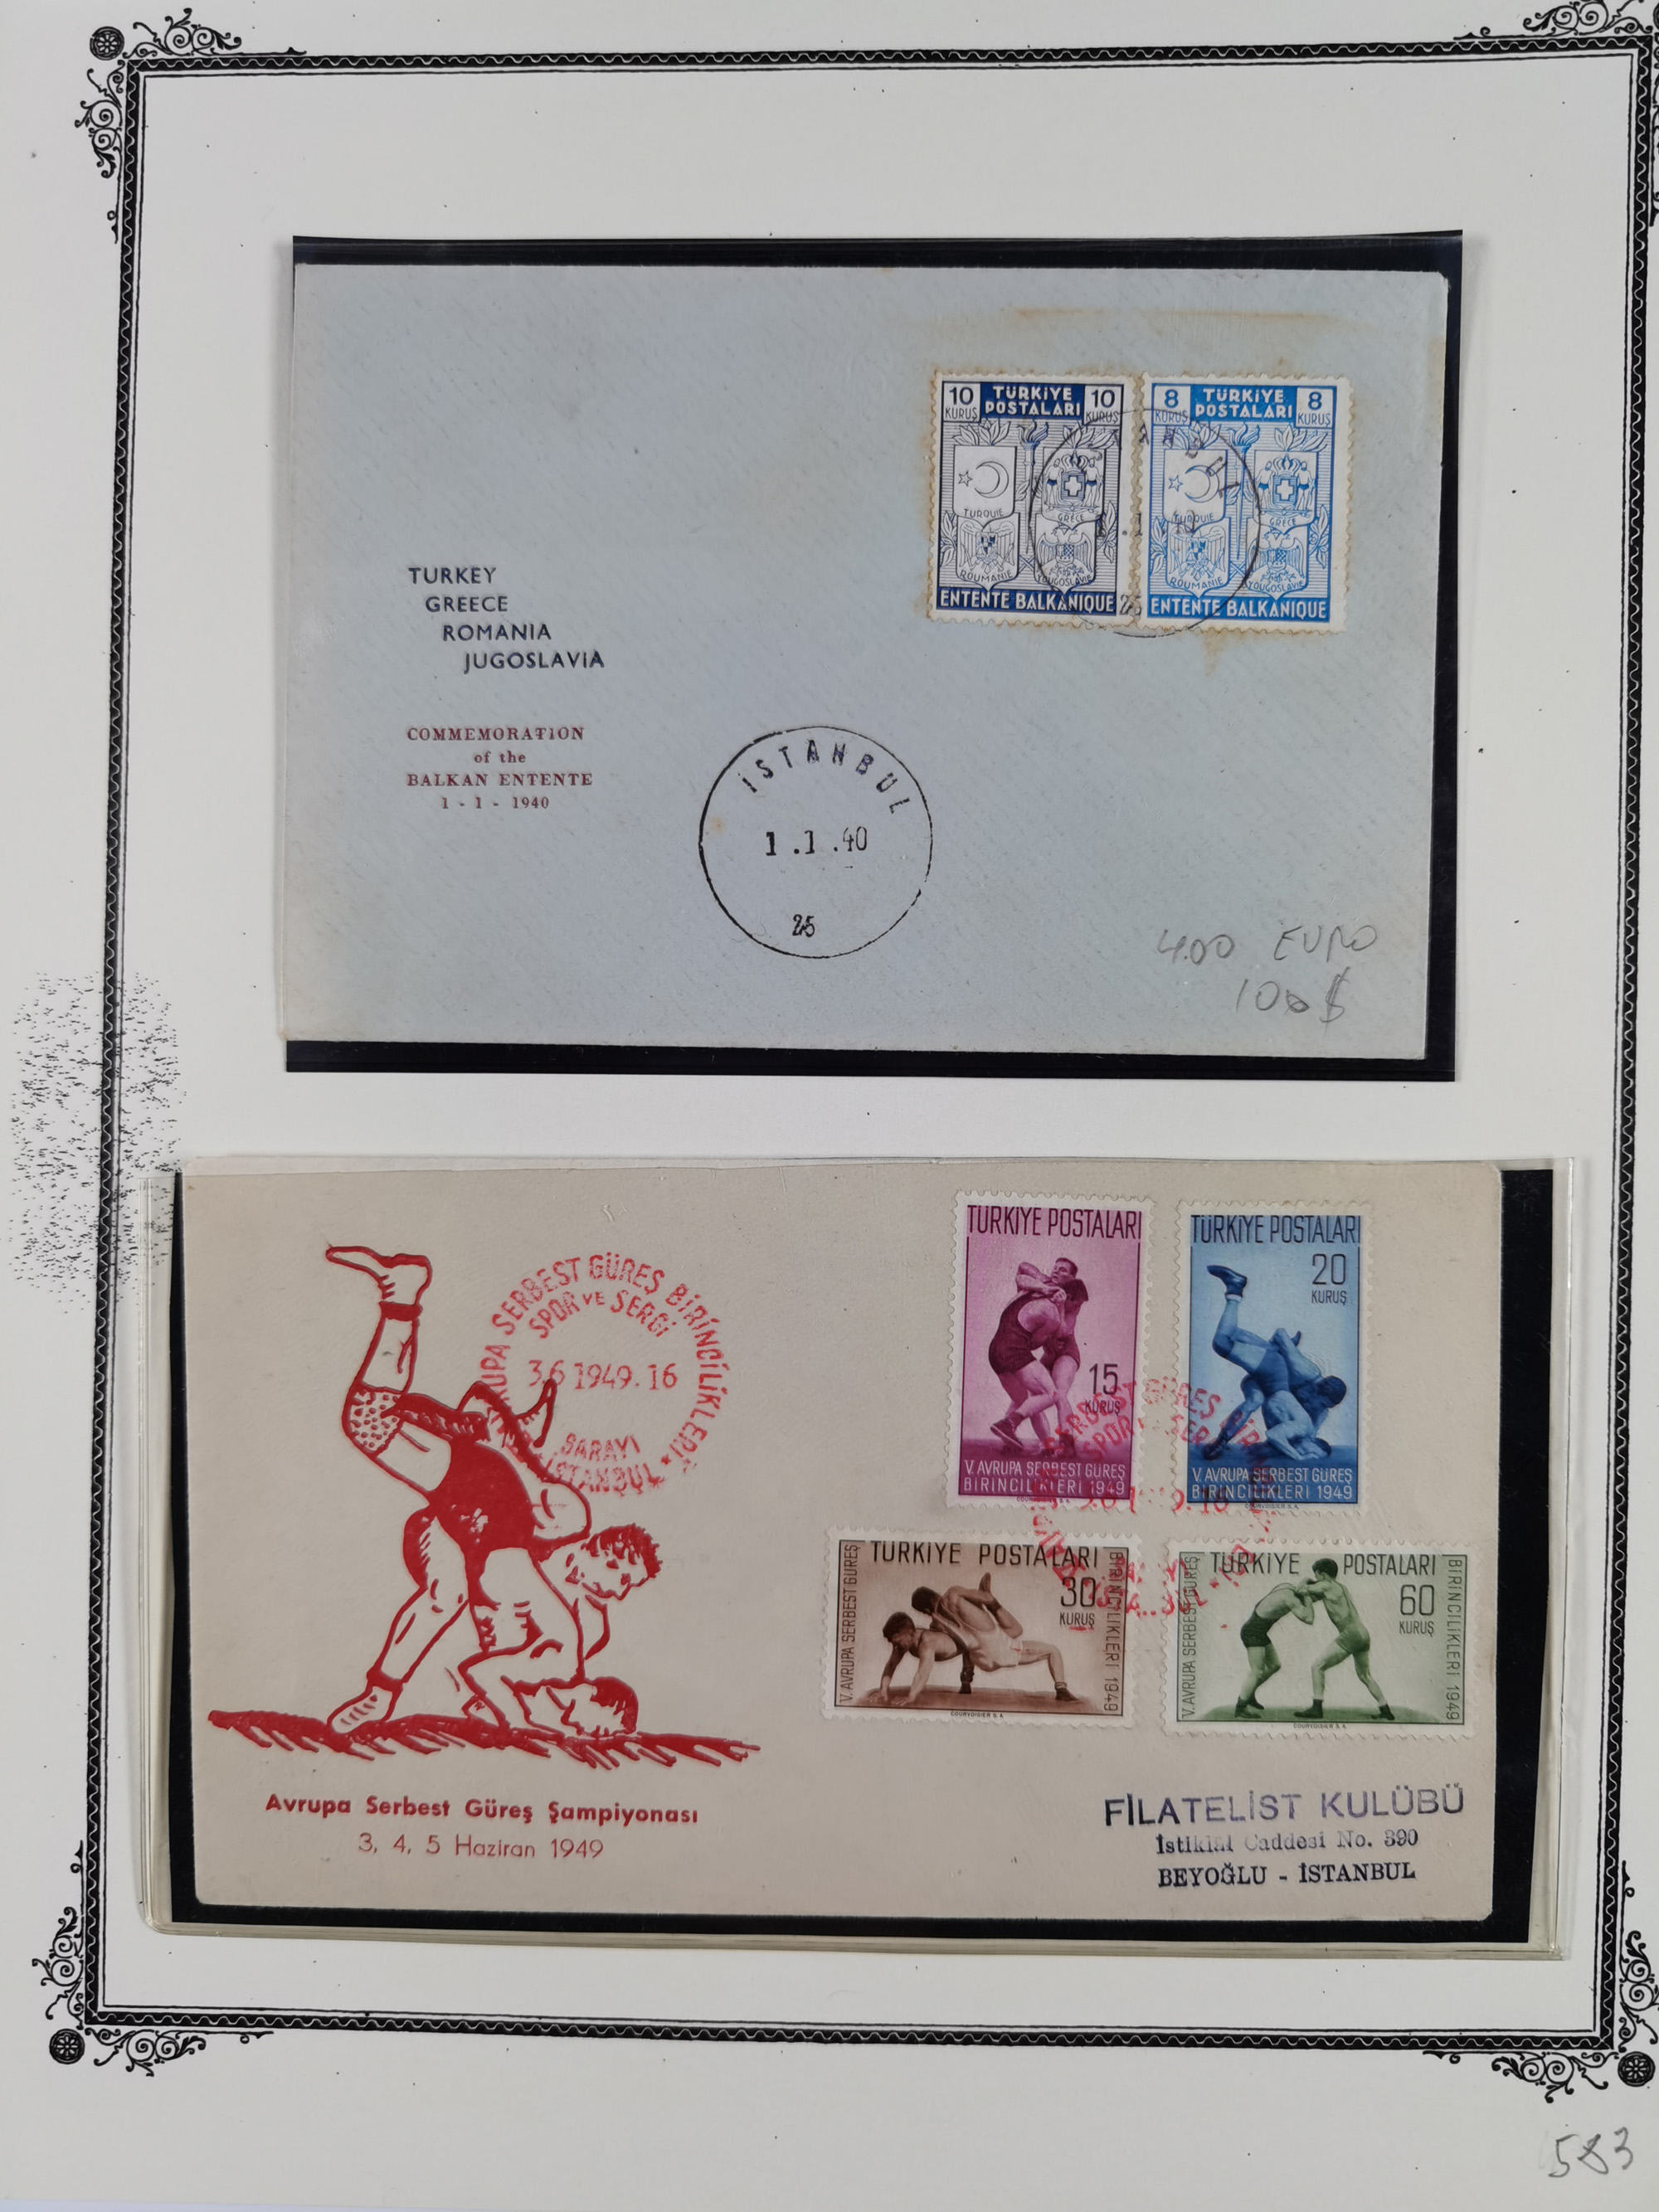 10 KURUŞ TÜRKİYE POSTALARI 10 KURUŞ
TURQUIE GRÈCE
ROUMANIE YOUGOSLAVIE
ENTENTE BALKANIQUE
8 KURUŞ TÜRKİYE POSTALARI 8 KURUŞ
TURQUIE GRÈCE
ROUMANIE YOUGOSLAVIE
ENTENTE BALKANIQUE
25
TURKEY
GREECE
ROMANIA
JUGOSLAVIA
COMMEMORATION
of the
BALKAN ENTENTE
1 - 1 - 1940
İSTANBUL
1.1.40
25
400 EURO
100 $
SERBEST GÜREŞ BİRİNCİLİKLERİ
SPOR VE SERGİ
3.6 1949.16
SARAYI
İSTANBUL
TÜRKİYE POSTALARI
15
KURUŞ
V. AVRUPA SERBEST GÜREŞ
BİRİNCİLİKLERİ 1949
TÜRKİYE POSTALARI
20
KURUŞ
V. AVRUPA SERBEST GÜREŞ
BİRİNCİLİKLERİ 1949
COURVOISIER S.A.
TÜRKİYE POSTALARI
30
KURUŞ
V. AVRUPA SERBEST GÜREŞ
BİRİNCİLİKLERİ 1949
COURVOISIER S.A.
TÜRKİYE POSTALARI
60
KURUŞ
V. AVRUPA SERBEST GÜREŞ
BİRİNCİLİKLERİ 1949
COURVOISIER S.A.
Avrupa Serbest Güreş Şampiyonası
3, 4, 5 Haziran 1949
FİLATELİST KULÜBÜ
İstiklâl Caddesi No. 390
BEYOĞLU - İSTANBUL
583